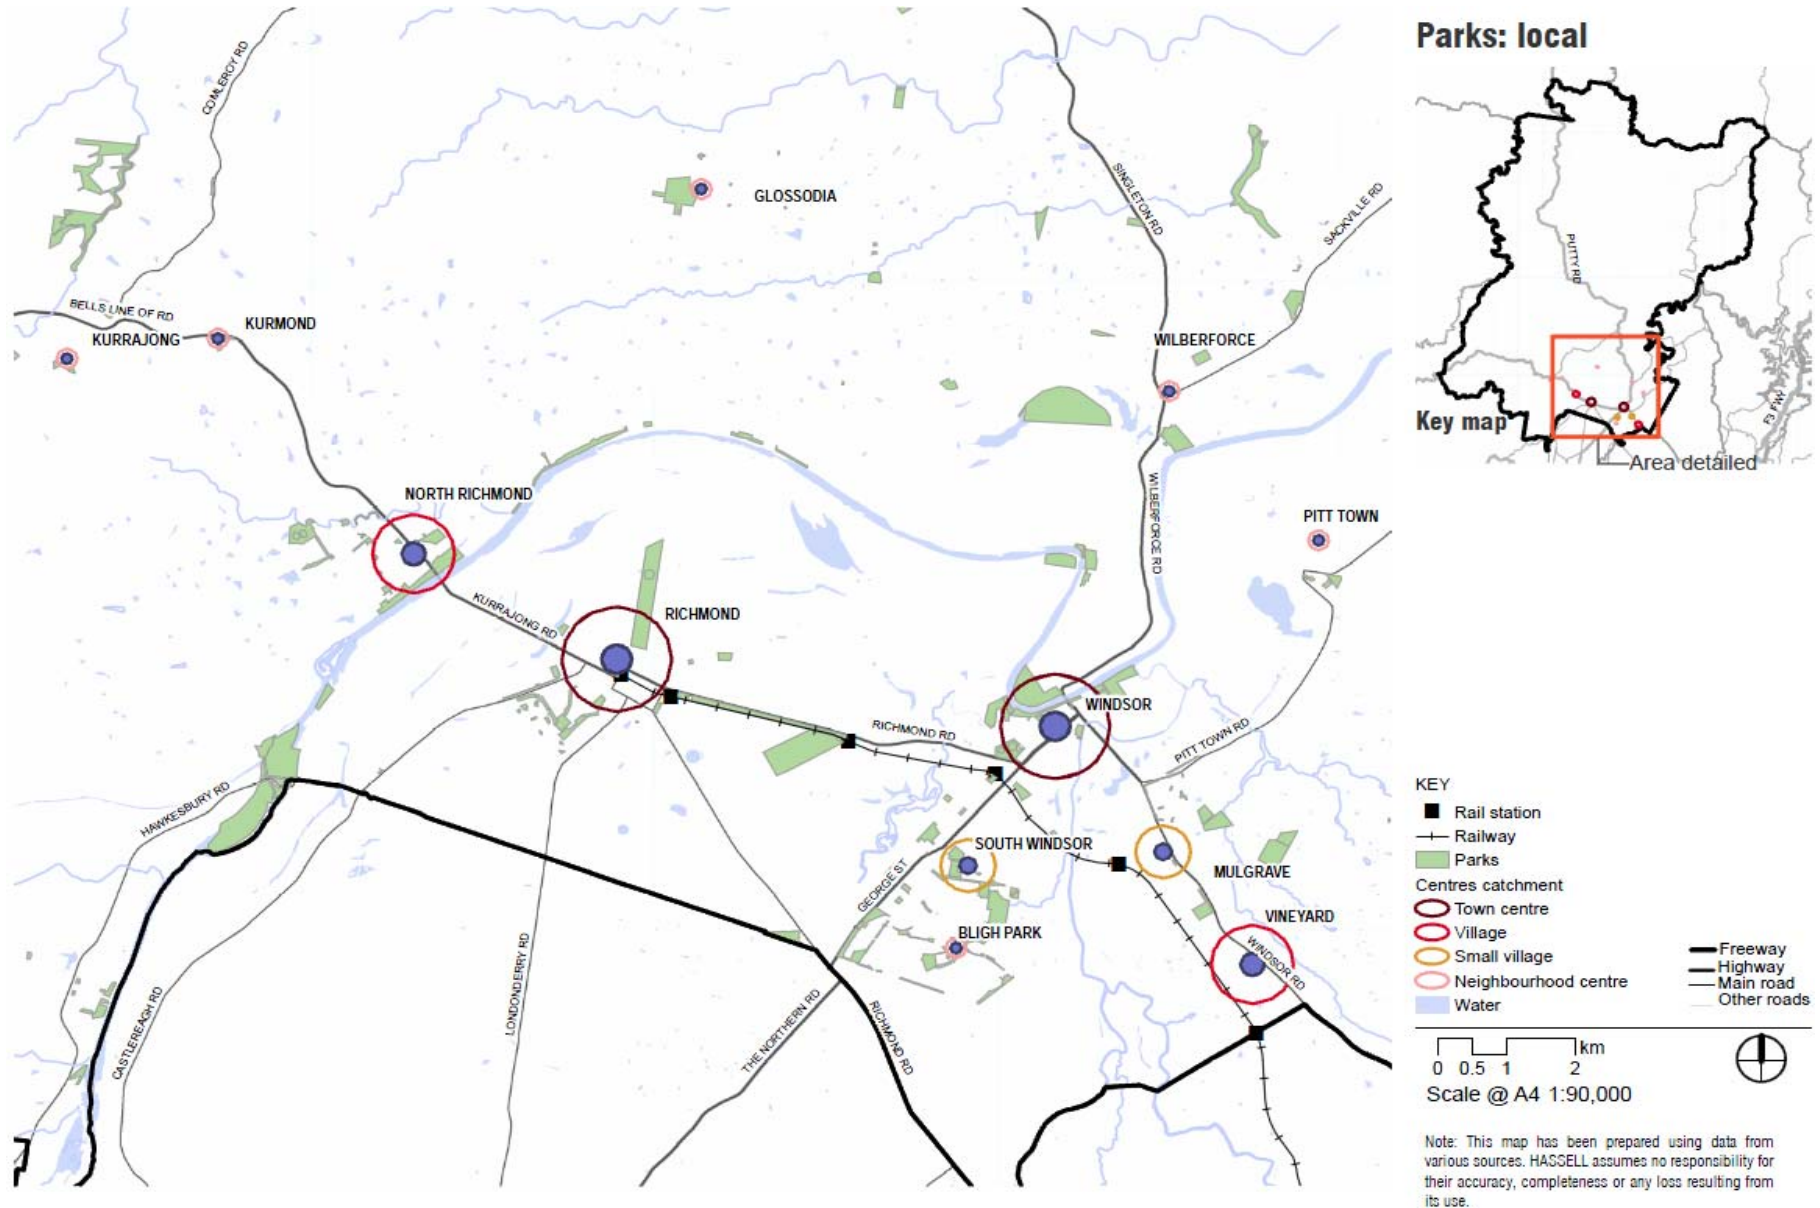 Parks: local
COMLEROY RD
SINGLETON RD
SACKVILLE RD
PUTTY RD
GLOSSODIA
BELLS LINE OF RD
KURMOND
KURRAJONG
WILBERFORCE
F3 FWY
Key map
Area detailed
NORTH RICHMOND
WILBERFORCE RD
PITT TOWN
KURRAJONG RD
RICHMOND
WINDSOR
RICHMOND RD
PITT TOWN RD
HAWKESBURY RD
SOUTH WINDSOR
GEORGE ST
MULGRAVE
VINEYARD
BLIGH PARK
WINDSOR RD
LONDONDERRY RD
CASTLEREAGH RD
THE NORTHERN RD
RICHMOND RD
KEY
Rail station
Railway
Parks
Centres catchment
Town centre
Village
Small village
Neighbourhood centre
Water
Freeway
Highway
Main road
Other roads
km
0 0.5 1 2
Scale @ A4 1:90,000
Note: This map has been prepared using data from
various sources. HASSELL assumes no responsibility for
their accuracy, completeness or any loss resulting from
its use.